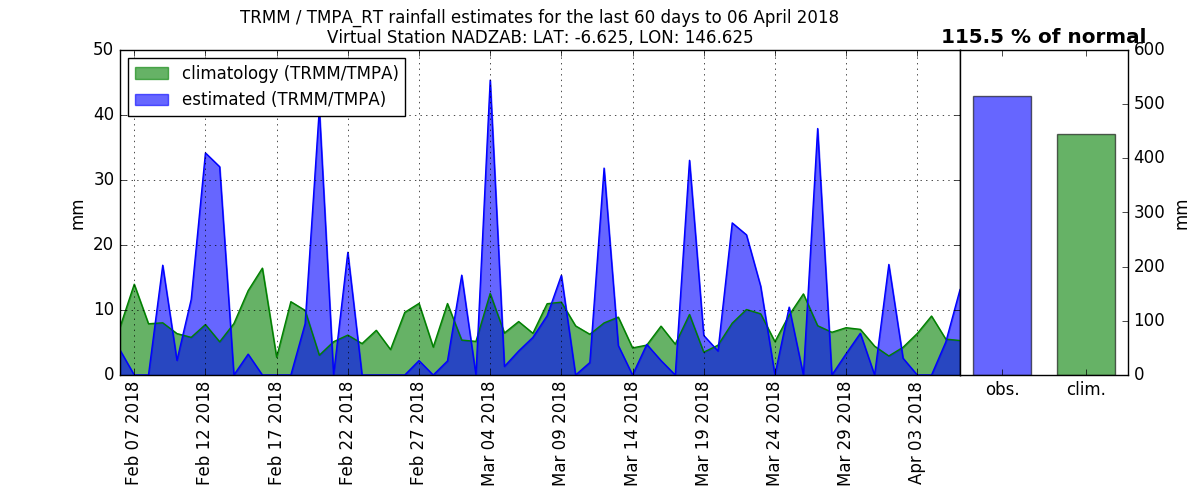 TRMM / TMPA_RT rainfall estimates for the last 60 days to 06 April 2018
Virtual Station NADZAB: LAT: -6.625, LON: 146.625
115.5 % of normal
climatology (TRMM/TMPA)
estimated (TRMM/TMPA)
mm
50
40
30
20
10
0
Feb 07 2018
Feb 12 2018
Feb 17 2018
Feb 22 2018
Feb 27 2018
Mar 04 2018
Mar 09 2018
Mar 14 2018
Mar 19 2018
Mar 24 2018
Mar 29 2018
Apr 03 2018
obs.
clim.
600
500
400
300
200
100
0
mm